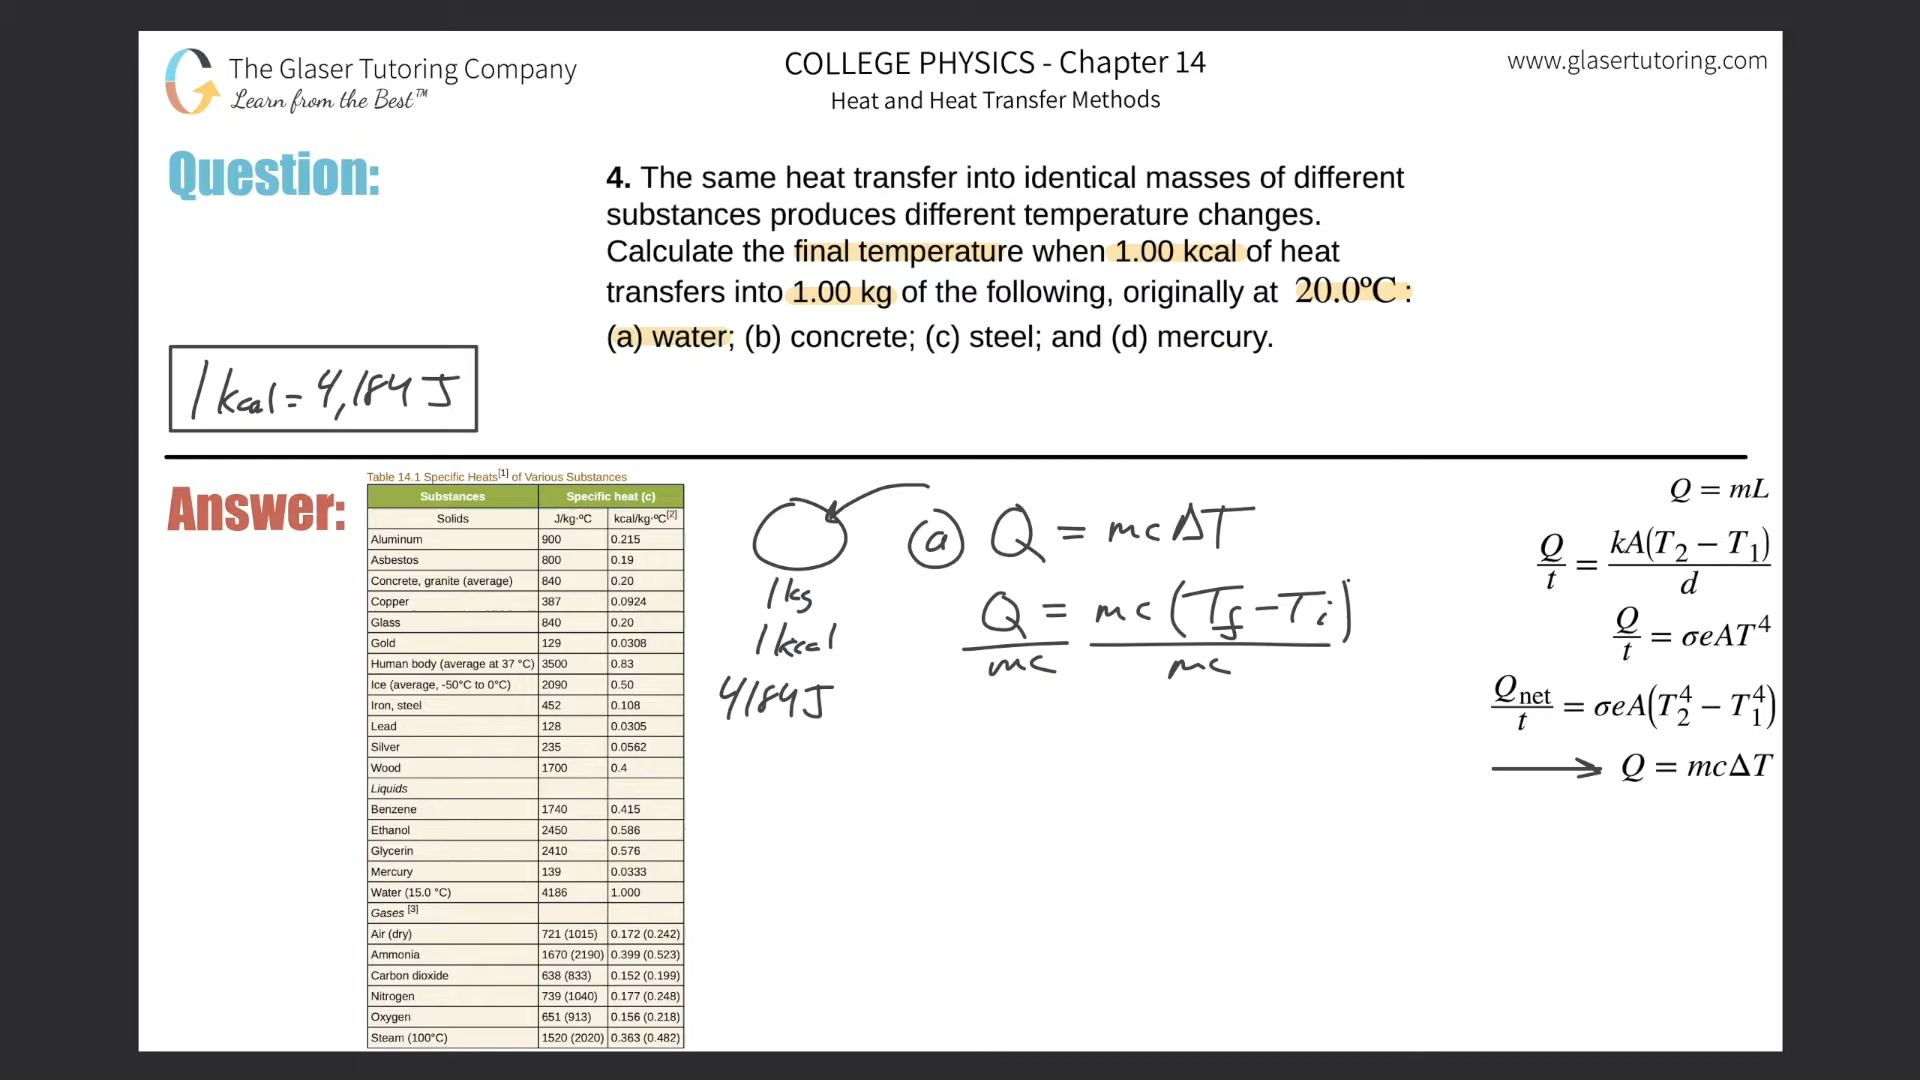 The Glaser Tutoring Company
Learn from the Best™
COLLEGE PHYSICS - Chapter 14
Heat and Heat Transfer Methods
www.glasertutoring.com
Question:
4. The same heat transfer into identical masses of different
substances produces different temperature changes.
Calculate the final temperature when 1.00 kcal of heat
transfers into 1.00 kg of the following, originally at 20.0ºC :
(a) water; (b) concrete; (c) steel; and (d) mercury.
1 kcal = 4,184 J
Answer:
Table 14.1 Specific Heats[1] of Various Substances
Substances Specific heat (c)
Solids J/kg·ºC kcal/kg·ºC[2]
Aluminum 900 0.215
Asbestos 800 0.19
Concrete, granite (average) 840 0.20
Copper 387 0.0924
Glass 840 0.20
Gold 129 0.0308
Human body (average at 37 °C) 3500 0.83
Ice (average, -50°C to 0°C) 2090 0.50
Iron, steel 452 0.108
Lead 128 0.0305
Silver 235 0.0562
Wood 1700 0.4
Liquids
Benzene 1740 0.415
Ethanol 2450 0.586
Glycerin 2410 0.576
Mercury 139 0.0333
Water (15.0 °C) 4186 1.000
Gases [3]
Air (dry) 721 (1015) 0.172 (0.242)
Ammonia 1670 (2190) 0.399 (0.523)
Carbon dioxide 638 (833) 0.152 (0.199)
Nitrogen 739 (1040) 0.177 (0.248)
Oxygen 651 (913) 0.156 (0.218)
Steam (100°C) 1520 (2020) 0.363 (0.482)
1 kg
1 kcal
4184 J
(a) Q = mcΔT
Q = mc (Tf - Ti)
mc mc
Q = mL
Q/t = kA(T2 − T1)/d
Q/t = σeAT^4
Qnet/t = σeA(T2^4 − T1^4)
Q = mcΔT